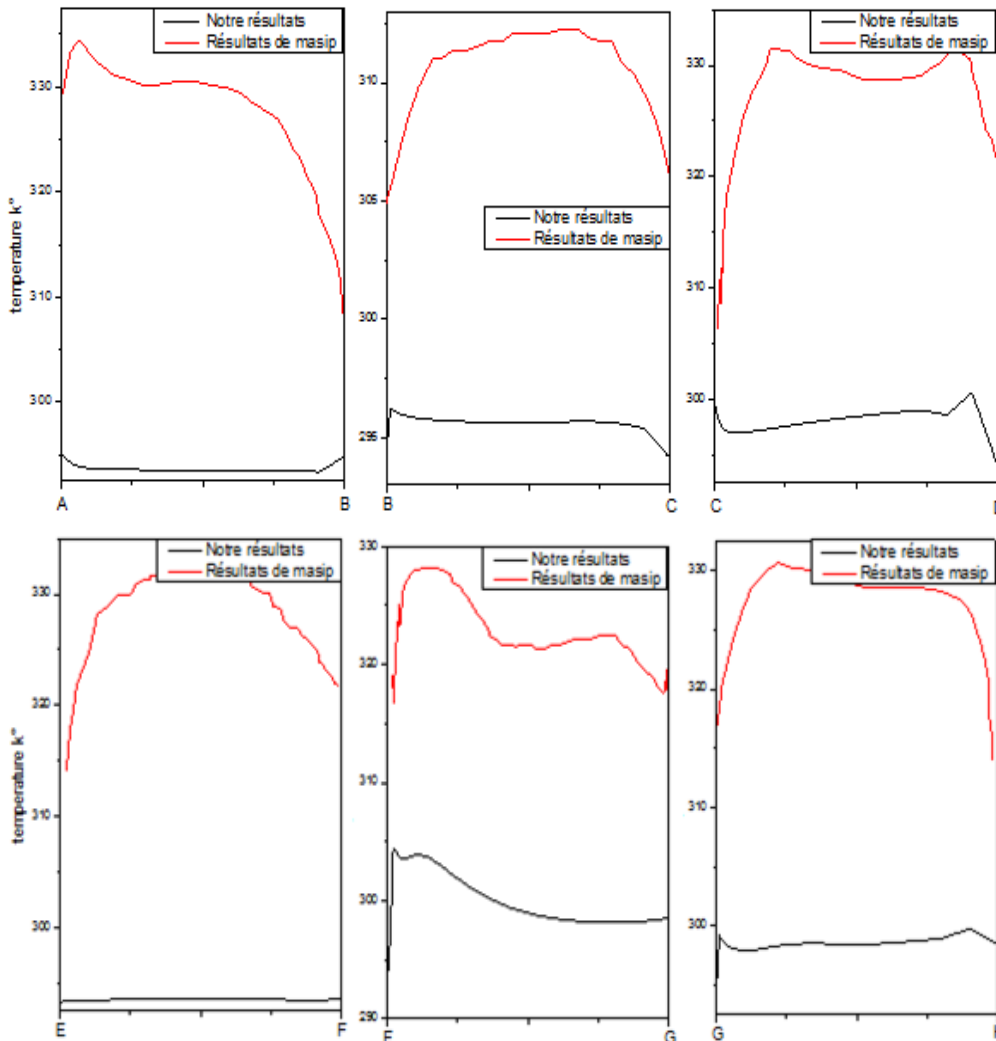 Notre résultats
Résultats de masip
330
320
310
300
temperature k°
A
B
Notre résultats
Résultats de masip
310
305
300
295
B
C
Notre résultats
Résultats de masip
330
320
310
300
C
Notre résultats
Résultats de masip
330
320
310
300
temperature k°
E
F
Notre résultats
Résultats de masip
330
320
310
300
290
G
Notre résultats
Résultats de masip
330
320
310
300
G